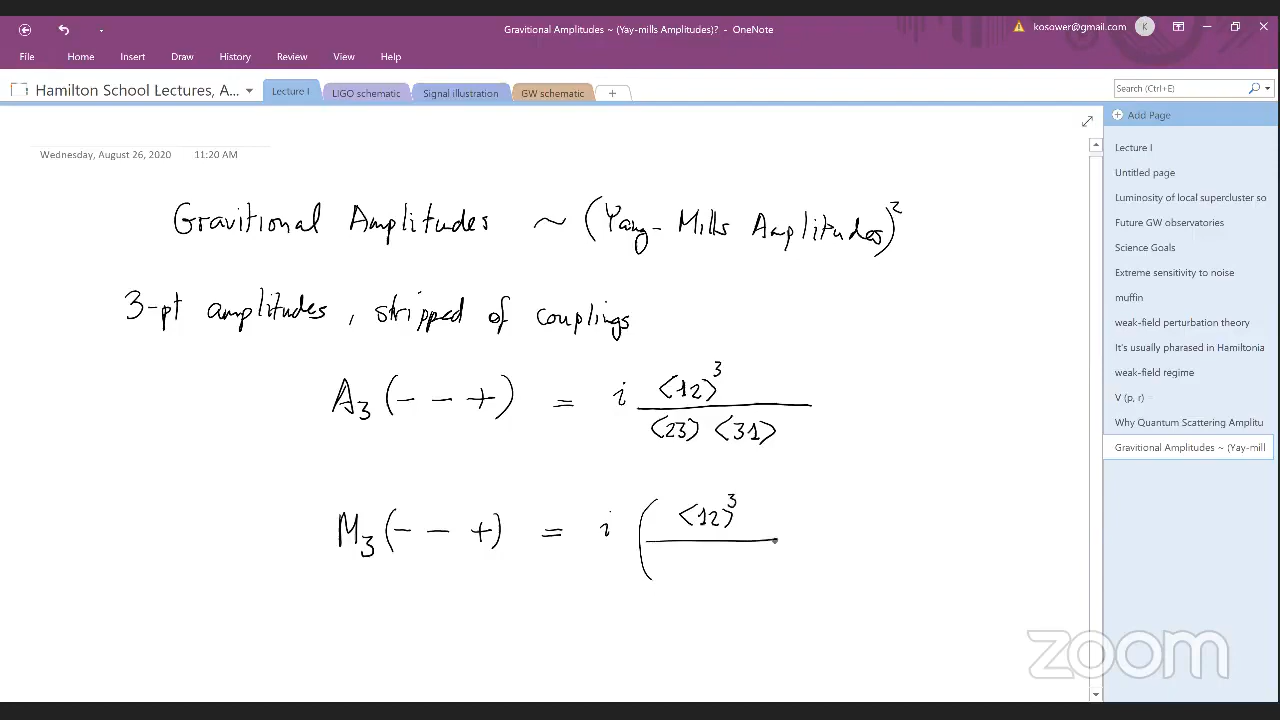 Gravitional Amplitudes ~ (Yay-mills Amplitudes)? - OneNote
kosower@gmail.com
K
File Home Insert Draw History Review View Help
Hamilton School Lectures, A...
Lecture I
LIGO schematic
Signal illustration
GW schematic
+
Search (Ctrl+E)
Wednesday, August 26, 2020 11:20 AM
Gravitional Amplitudes ~ (Yang-Mills Amplitudes)²
3-pt amplitudes, stripped of couplings
A₃(- - +) = i ⟨12⟩³
⟨23⟩ ⟨31⟩
M₃(- - +) = i ( ⟨12⟩³
Add Page
Lecture I
Untitled page
Luminosity of local supercluster so
Future GW observatories
Science Goals
Extreme sensitivity to noise
muffin
weak-field perturbation theory
It's usually pharased in Hamiltonia
weak-field regime
V (p, r)
Why Quantum Scattering Amplitu
Gravitional Amplitudes ~ (Yay-mill
zoom